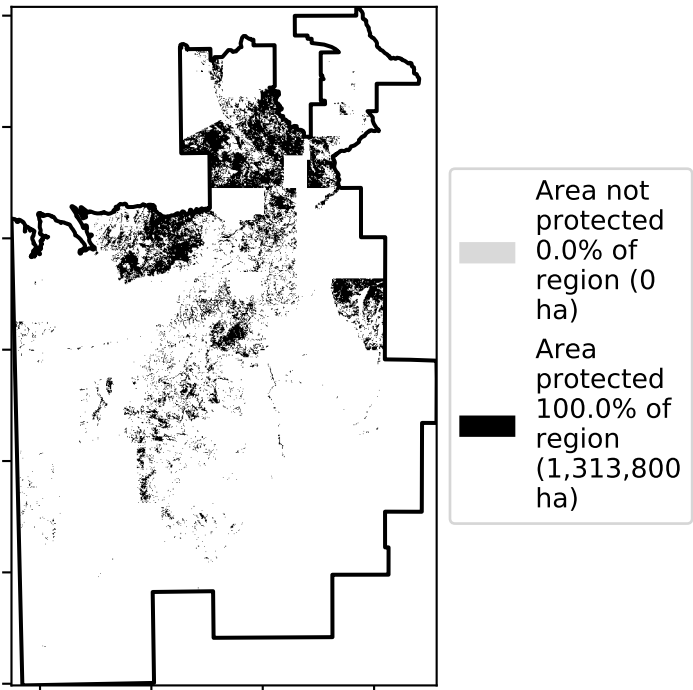 Area not
protected
0.0% of
region (0
ha)
Area
protected
100.0% of
region
(1,313,800
ha)